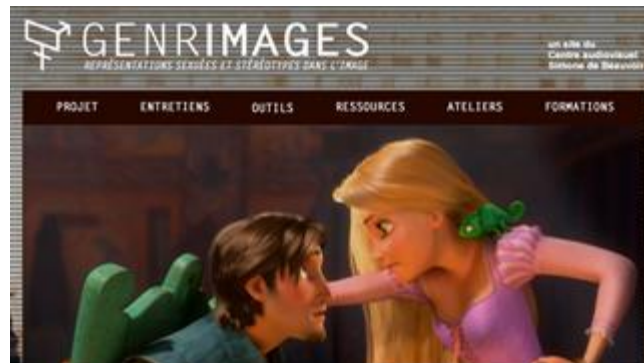 GENRIMAGES
REPRÉSENTATIONS SEXUÉES ET STÉRÉOTYPES DANS L'IMAGE
un site du
Centre audiovisuel
Simone de Beauvoir
PROJET ENTRETIENS OUTILS RESSOURCES ATELIERS FORMATIONS